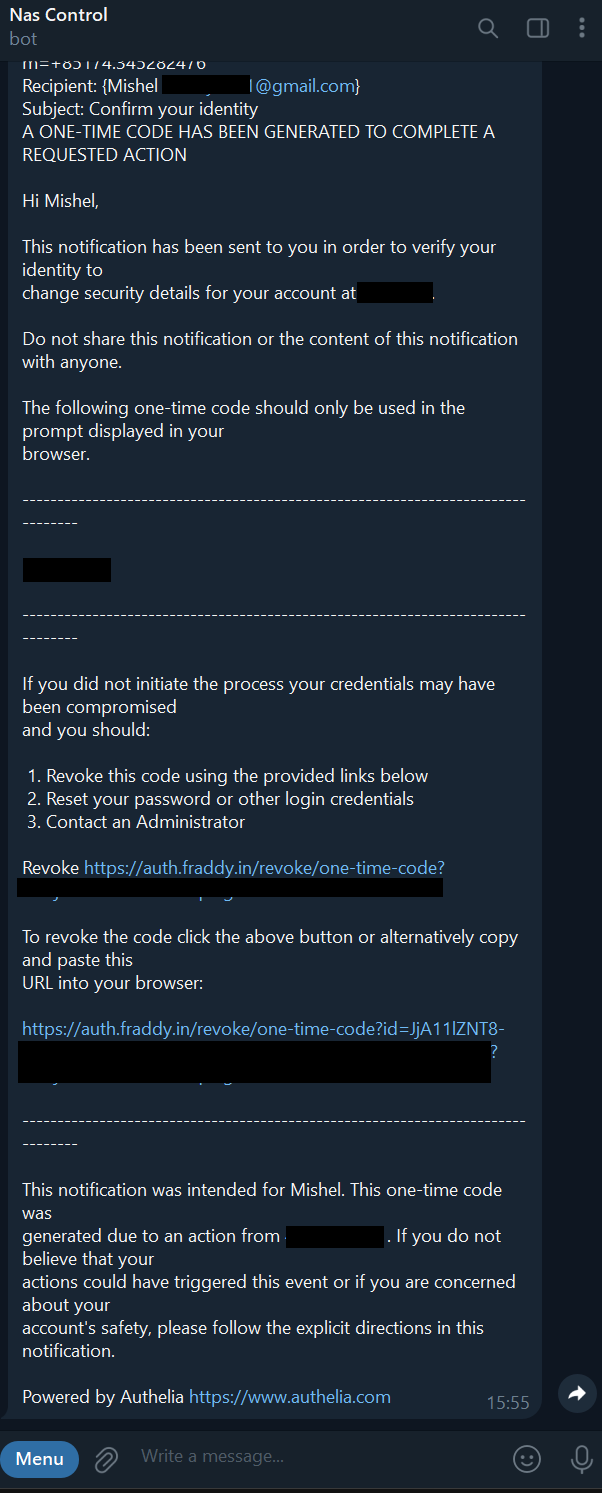 Nas Control
bot
m=+85174.345282476
Recipient: {Mishel @gmail.com}
Subject: Confirm your identity
A ONE-TIME CODE HAS BEEN GENERATED TO COMPLETE A
REQUESTED ACTION
Hi Mishel,
This notification has been sent to you in order to verify your
identity to
change security details for your account at .
Do not share this notification or the content of this notification
with anyone.
The following one-time code should only be used in the
prompt displayed in your
browser.
--------------------------------------------------------------------------
--------
--------------------------------------------------------------------------
--------
If you did not initiate the process your credentials may have
been compromised
and you should:
1. Revoke this code using the provided links below
2. Reset your password or other login credentials
3. Contact an Administrator
Revoke https://auth.fraddy.in/revoke/one-time-code?
To revoke the code click the above button or alternatively copy
and paste this
URL into your browser:
https://auth.fraddy.in/revoke/one-time-code?id=JjA11lZNT8-
?
--------------------------------------------------------------------------
--------
This notification was intended for Mishel. This one-time code
was
generated due to an action from . If you do not
believe that your
actions could have triggered this event or if you are concerned
about your
account's safety, please follow the explicit directions in this
notification.
Powered by Authelia https://www.authelia.com
15:55
Menu
Write a message...